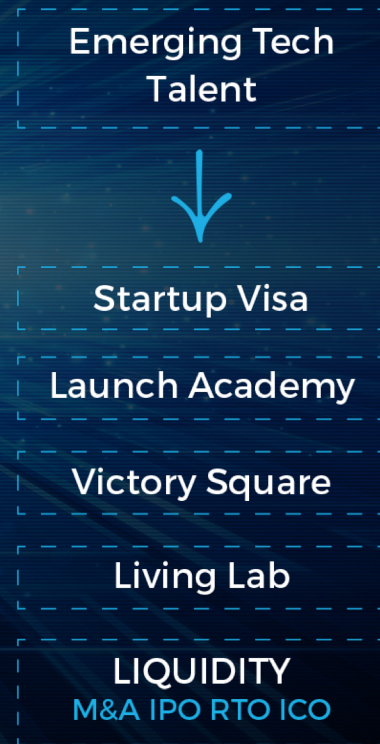 Emerging Tech
Talent
Startup Visa
Launch Academy
Victory Square
Living Lab
LIQUIDITY
M&A IPO RTO ICO